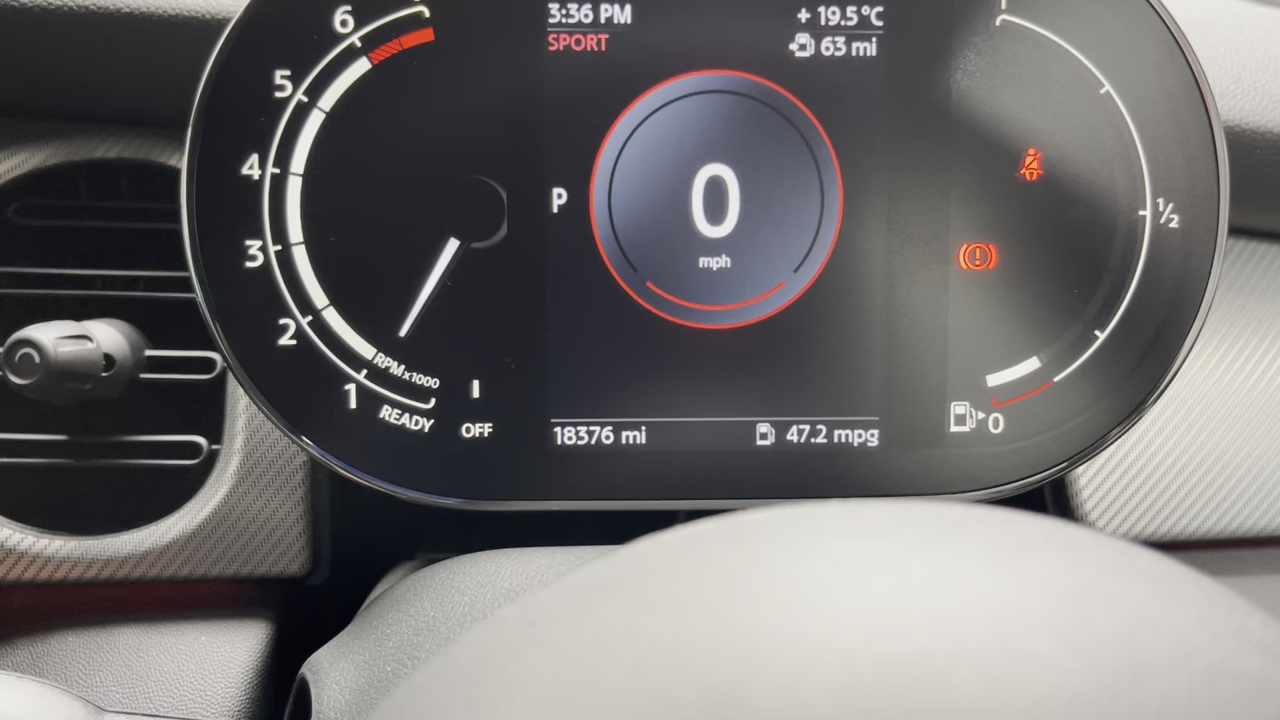 3:36 PM
+ 19.5°C
SPORT
63 mi
6
5
4
3
2
1
RPMx1000
READY
OFF
P
0
mph
1/2
0
18376 mi
47.2 mpg